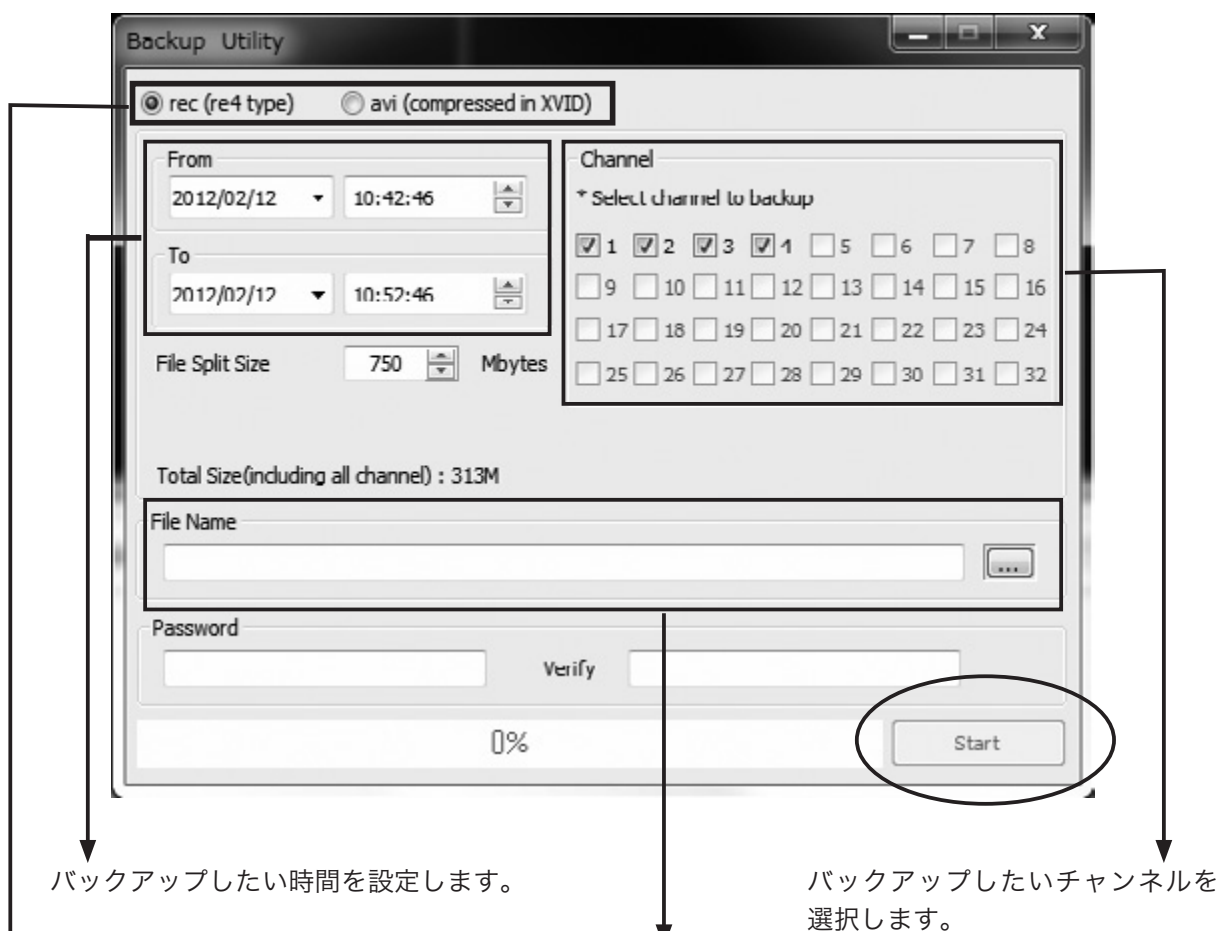 Backup Utility
rec (re4 type) avi (compressed in XVID)
From
2012/02/12 10:42:46
To
2012/02/12 10:52:46
File Split Size 750 Mbytes
Channel
* Select channel to backup
1 2 3 4 5 6 7 8
9 10 11 12 13 14 15 16
17 18 19 20 21 22 23 24
25 26 27 28 29 30 31 32
Total Size(including all channel) : 313M
File Name
...
Password
Verify
0% Start
バックアップしたい時間を設定します。
バックアップしたいチャンネルを
選択します。